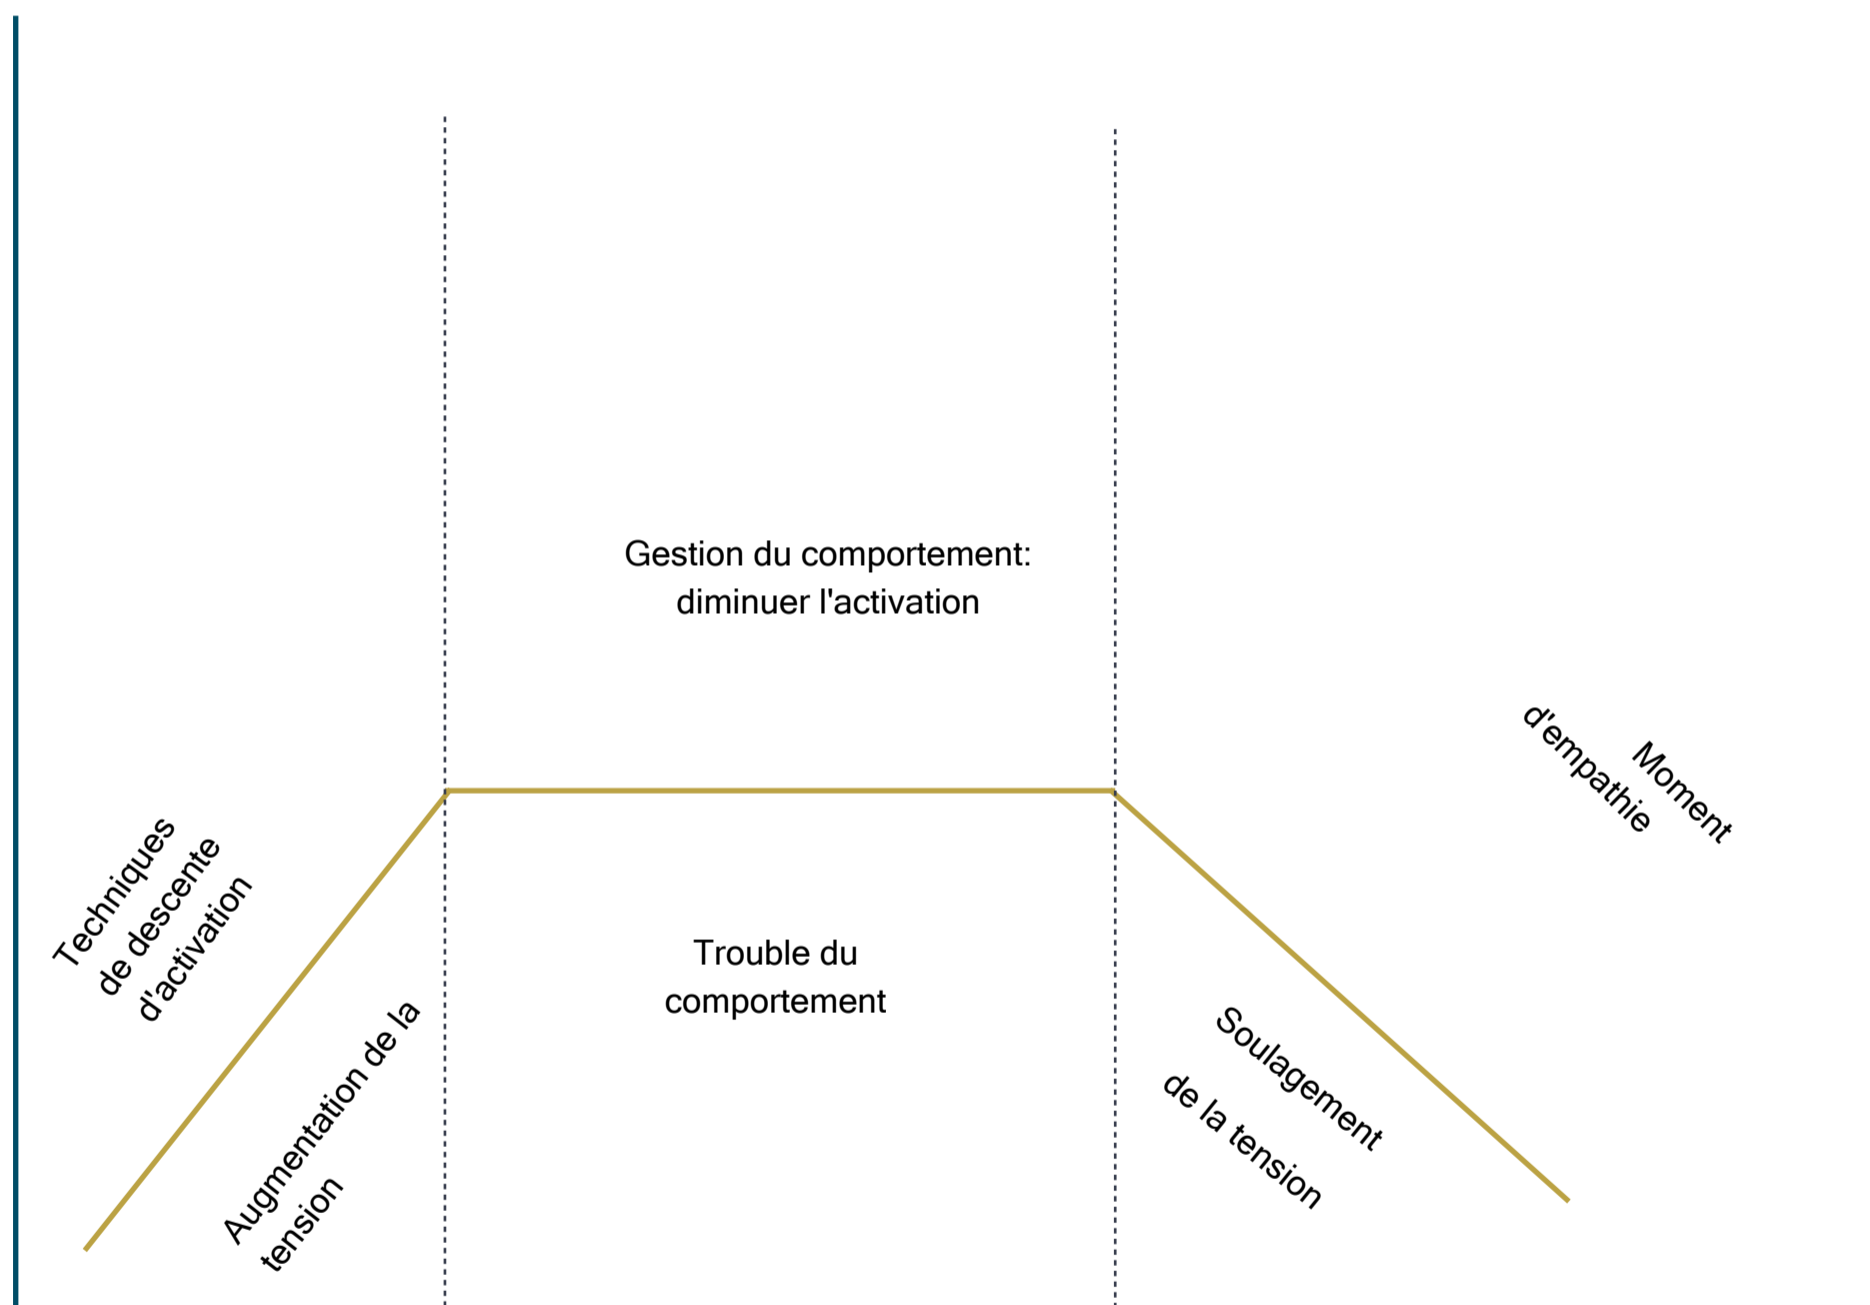 Techniques
de descente
d'activation
Augmentation de la
tension
Gestion du comportement:
diminuer l'activation
Trouble du
comportement
Soulagement
de la tension
Moment
d'empathie